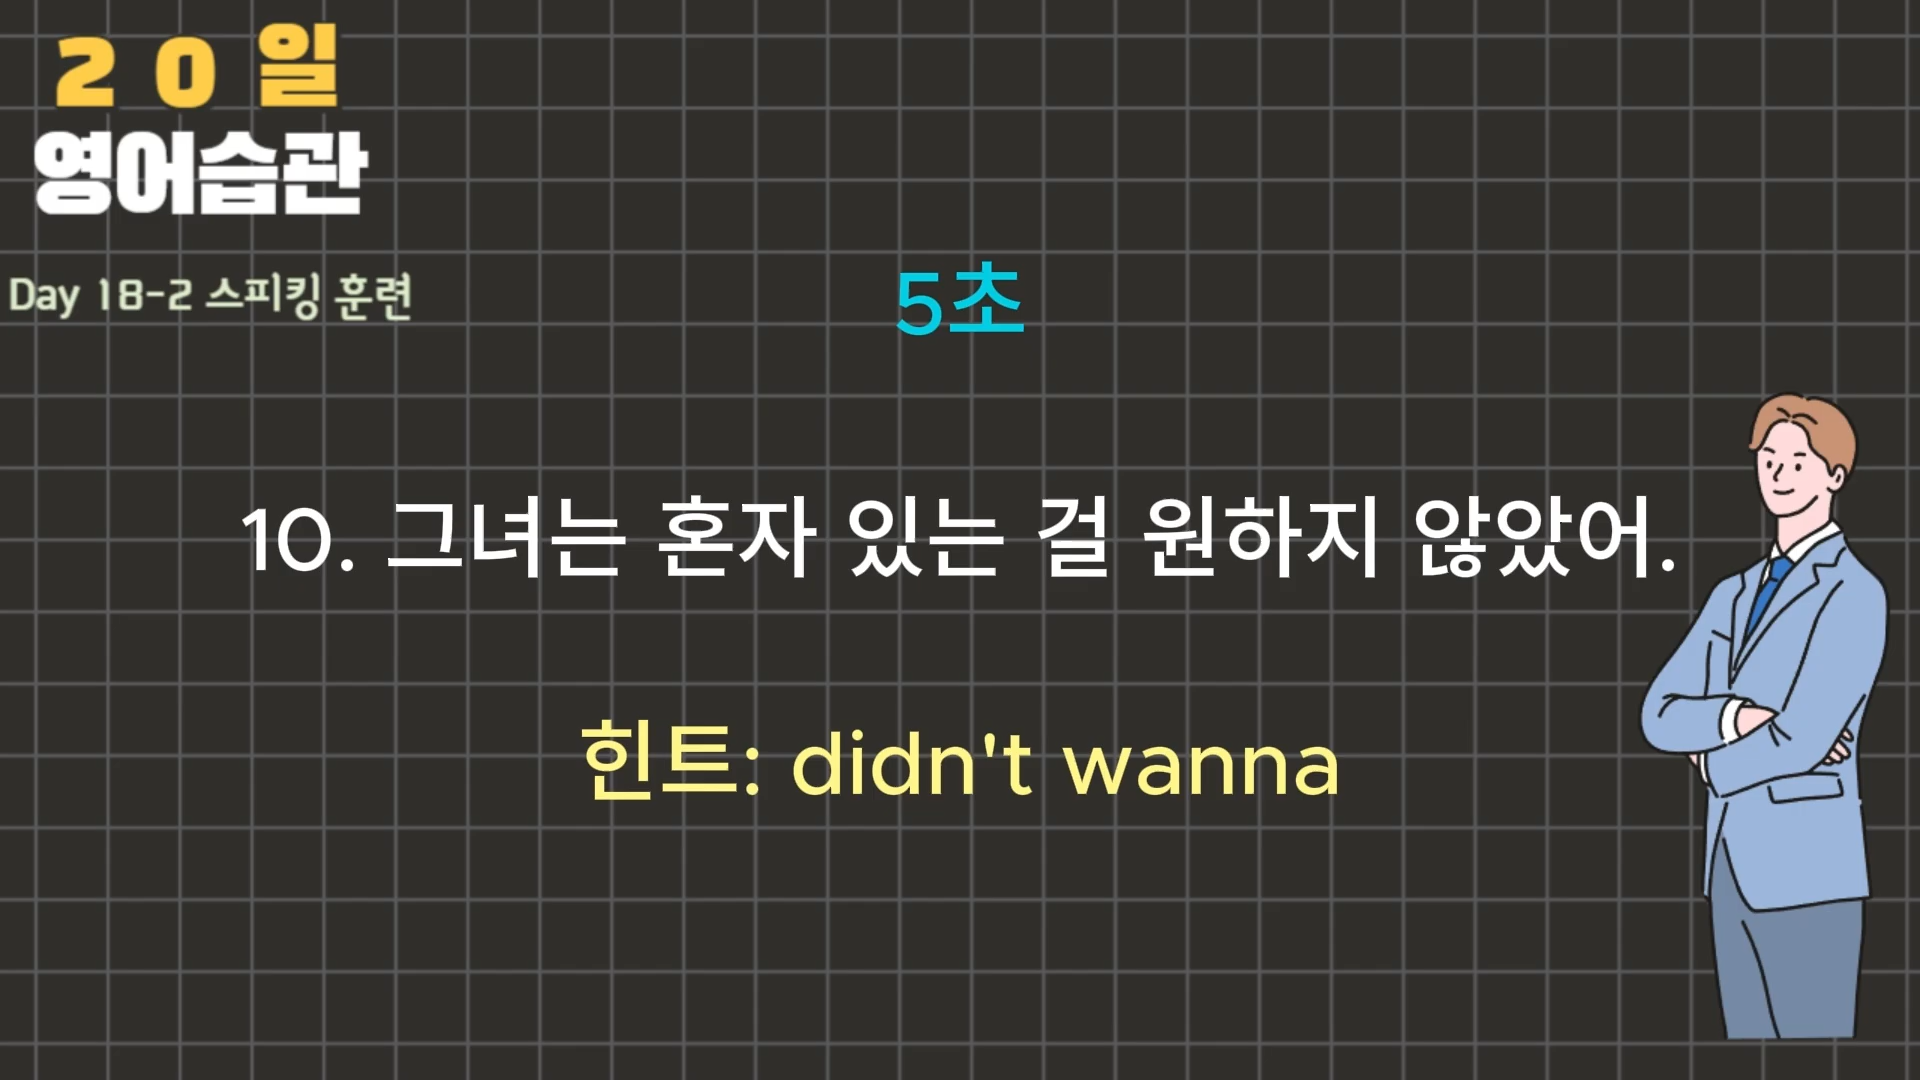 20일
영어습관
Day 18-2 스피킹 훈련
5초
10. 그녀는 혼자 있는 걸 원하지 않았어.
힌트: didn't wanna